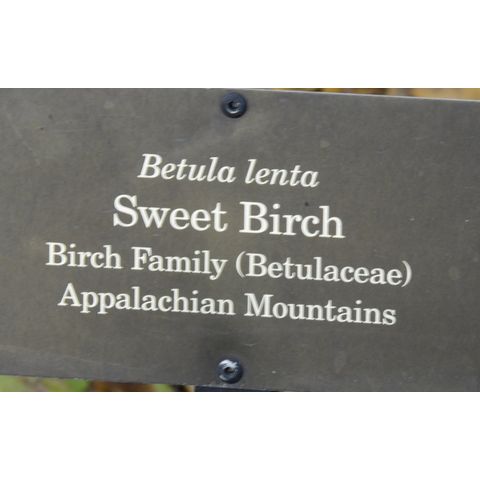 Betula lenta
Sweet Birch
Birch Family (Betulaceae)
Appalachian Mountains